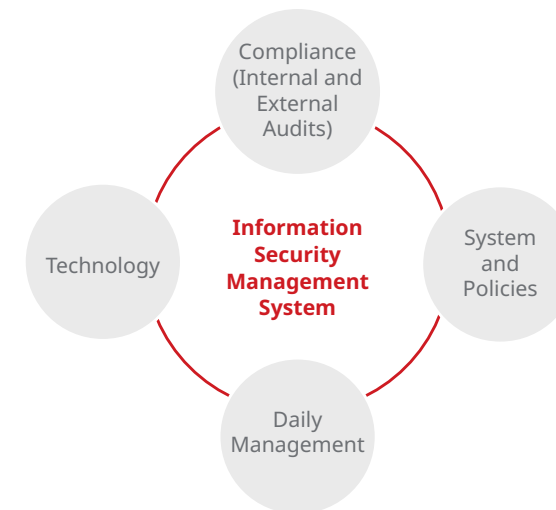 Compliance
(Internal and
External
Audits)
Information
Security
Management
System
Technology
System
and
Policies
Daily
Management